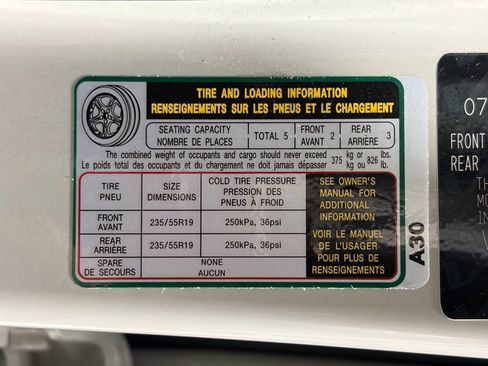 TIRE AND LOADING INFORMATION
RENSEIGNEMENTS SUR LES PNEUS ET LE CHARGEMENT
SEATING CAPACITY
NOMBRE DE PLACES
TOTAL 5
FRONT
AVANT 2
REAR
ARRIÈRE 3
The combined weight of occupants and cargo should never exceed 375 kg or 826 lbs.
Le poids total des occupants et du chargement ne doit jamais dépasser kg ou lb.
TIRE
PNEU
SIZE
DIMENSIONS
COLD TIRE PRESSURE
PRESSION DES
PNEUS À FROID
FRONT
AVANT
235/55R19
250kPa, 36psi
REAR
ARRIÈRE
235/55R19
250kPa, 36psi
SPARE
DE SECOURS
NONE
AUCUN
SEE OWNER'S
MANUAL FOR
ADDITIONAL
INFORMATION
VOIR LE MANUEL
DE L'USAGER
POUR PLUS DE
RENSEIGNEMENTS
A30
07
FRONT
REAR
TH
MO
IN